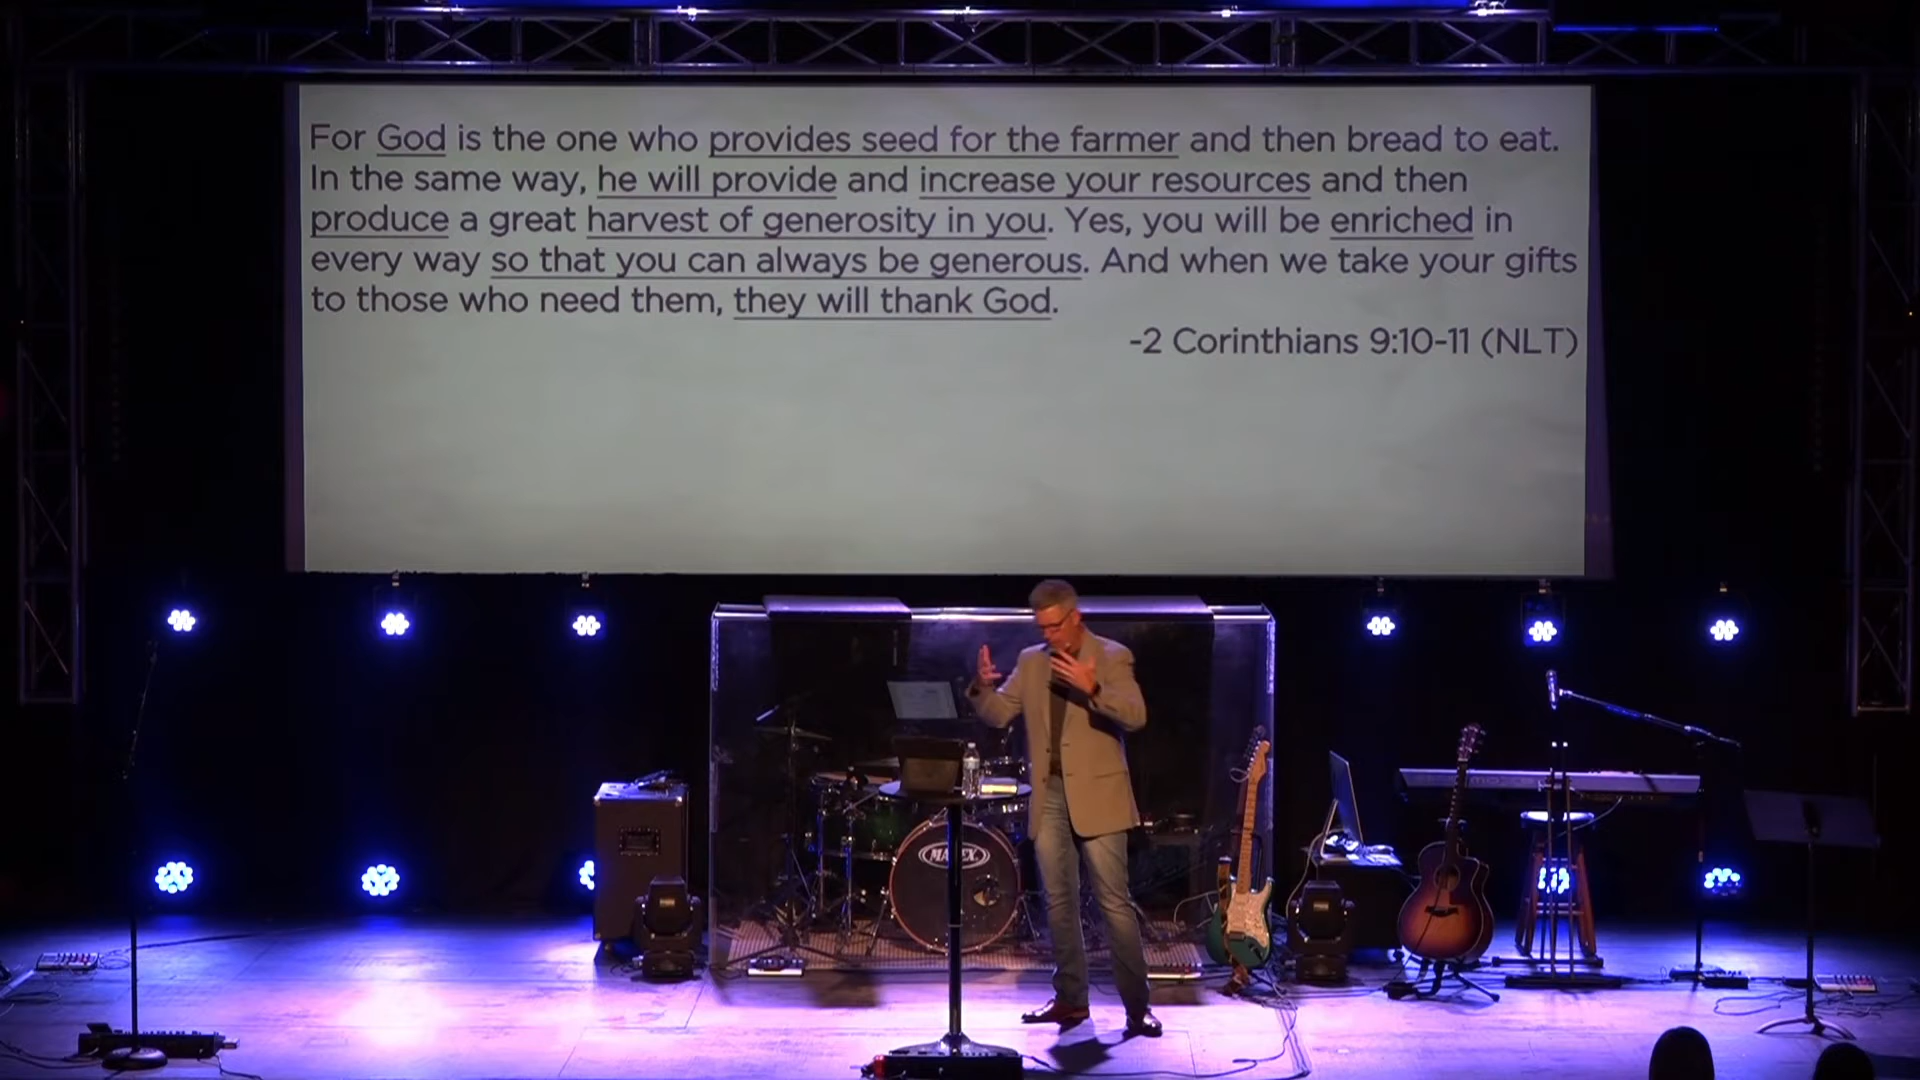 For God is the one who provides seed for the farmer and then bread to eat.
In the same way, he will provide and increase your resources and then
produce a great harvest of generosity in you. Yes, you will be enriched in
every way so that you can always be generous. And when we take your gifts
to those who need them, they will thank God.
-2 Corinthians 9:10-11 (NLT)
MAPEX